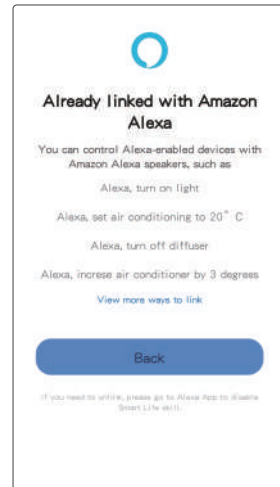 Already linked with Amazon
Alexa
You can control Alexa-enabled devices with
Amazon Alexa speakers, such as
Alexa, turn on light
Alexa, set air conditioning to 20° C
Alexa, turn off diffuser
Alexa, increse air conditioner by 3 degrees
View more ways to link
Back
If you need to unlink, please go to Alexa App to disable
Smart Life skill.